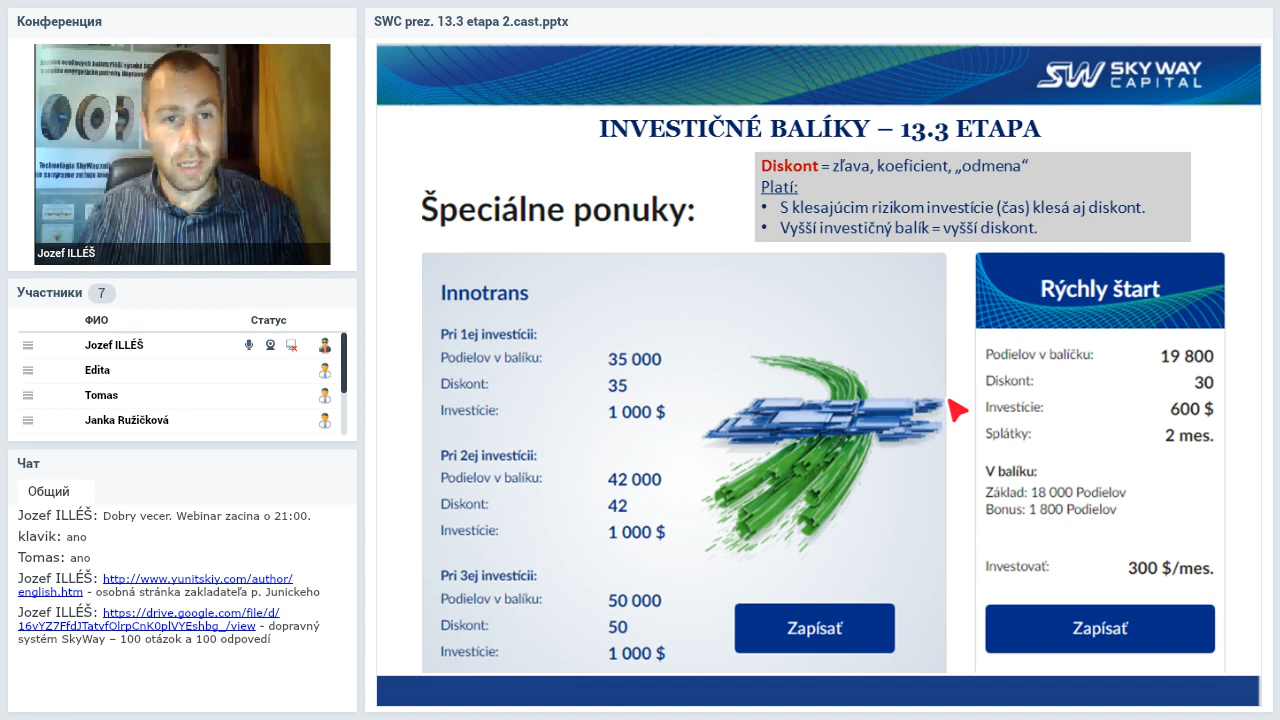 Конференция
Technológia SkyWay
Jozef ILLÉŠ
Участники 7
ФИО Статус
Jozef ILLÉŠ
Edita
Tomas
Janka Ružičková
Чат
Общий
Jozef ILLÉŠ: Dobry vecer. Webinar zacina o 21:00.
klavik: ano
Tomas: ano
Jozef ILLÉŠ: http://www.yunitskiy.com/author/
english.htm - osobná stránka zakladateľa p. Junickeho
Jozef ILLÉŠ: https://drive.google.com/file/d/
16vYZ7FfdJTatvfOlrpCnK0plVYEshbg_/view - dopravný
systém SkyWay – 100 otázok a 100 odpovedí
SWC prez. 13.3 etapa 2.cast.pptx
SW SKY WAY
CAPITAL
INVESTIČNÉ BALÍKY – 13.3 ETAPA
Diskont = zľava, koeficient, „odmena“
Platí:
• S klesajúcim rizikom investície (čas) klesá aj diskont.
• Vyšší investičný balík = vyšší diskont.
Špeciálne ponuky:
Innotrans
Pri 1ej investícii:
Podielov v balíku: 35 000
Diskont: 35
Investície: 1 000 $
Pri 2ej investícii:
Podielov v balíku: 42 000
Diskont: 42
Investície: 1 000 $
Pri 3ej investícii:
Podielov v balíku: 50 000
Diskont: 50
Investície: 1 000 $
Zapísať
Rýchly štart
Podielov v balíčku: 19 800
Diskont: 30
Investície: 600 $
Splátky: 2 mes.
V balíku:
Základ: 18 000 Podielov
Bonus: 1 800 Podielov
Investovať: 300 $/mes.
Zapísať